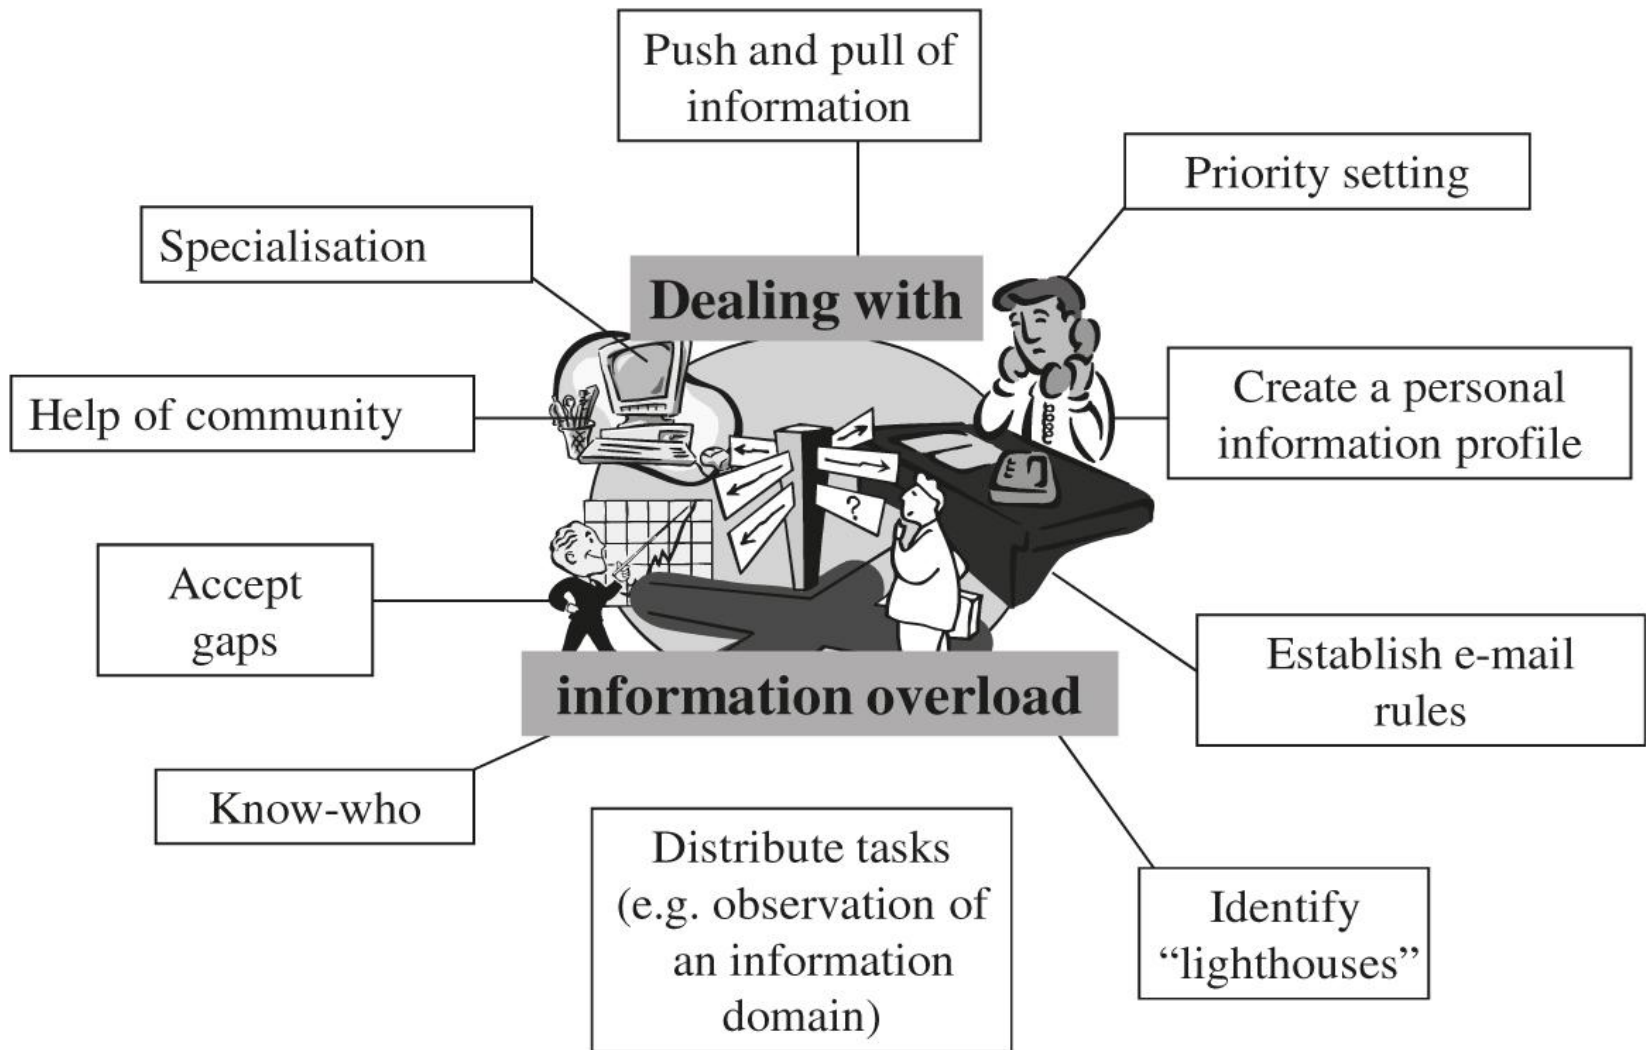 Push and pull of
information
Priority setting
Specialisation
Dealing with
Help of community
Create a personal
information profile
?
Accept
gaps
Establish e-mail
rules
information overload
Know-who
Distribute tasks
(e.g. observation of
an information
domain)
Identify
“lighthouses”